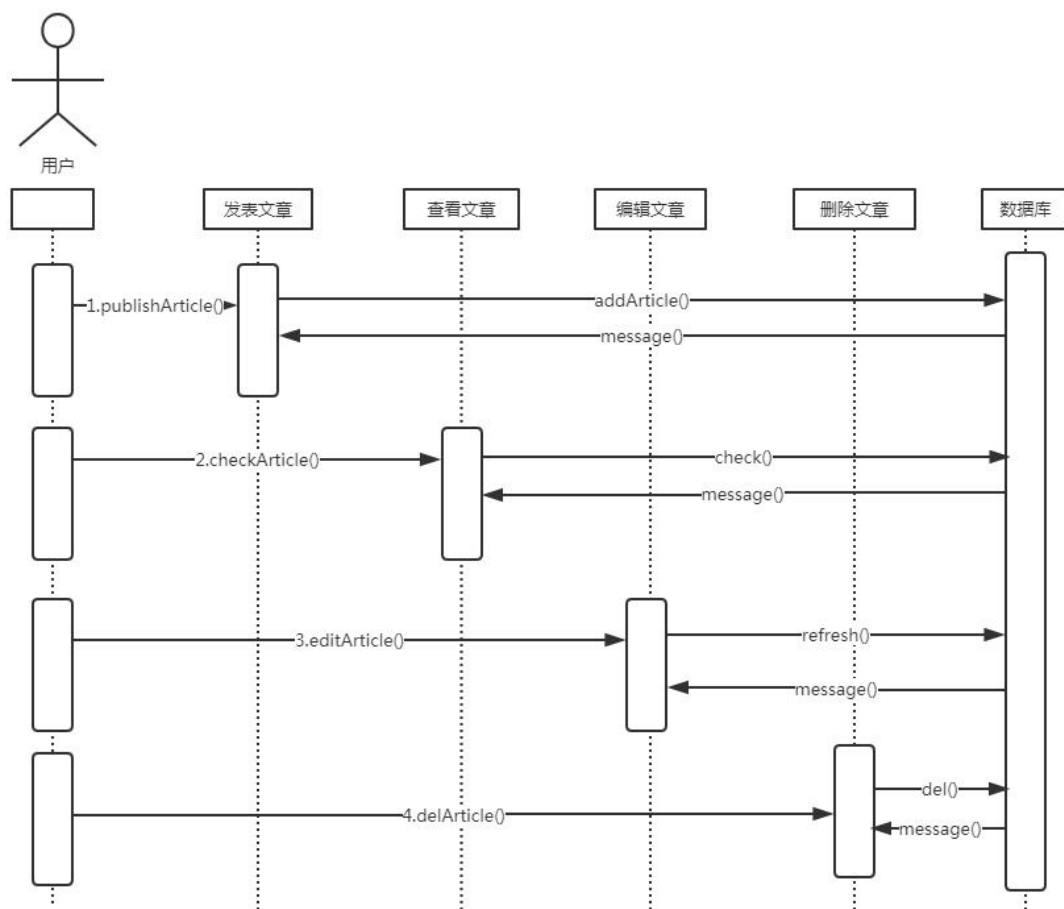 用户
发表文章
查看文章
编辑文章
删除文章
数据库
1.publishArticle()
addArticle()
message()
2.checkArticle()
check()
message()
3.editArticle()
refresh()
message()
4.delArticle()
del()
message()